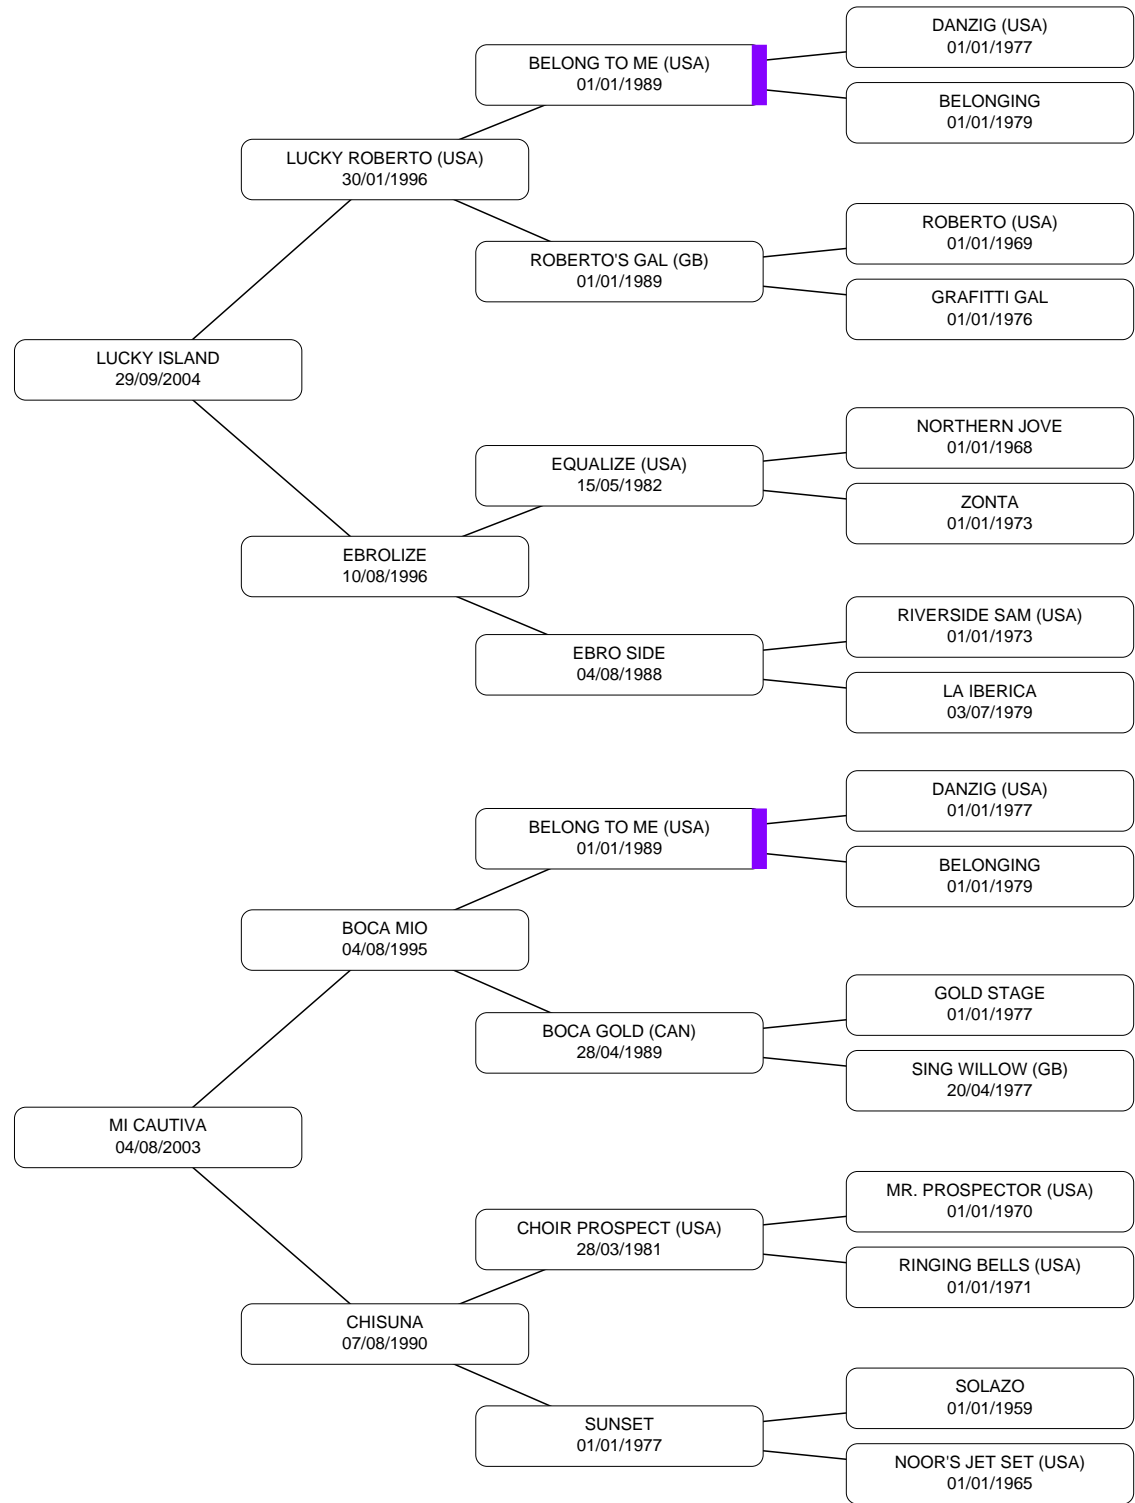 DANZIG (USA)
01/01/1977
BELONG TO ME (USA)
01/01/1989
BELONGING
01/01/1979
LUCKY ROBERTO (USA)
30/01/1996
ROBERTO (USA)
01/01/1969
ROBERTO'S GAL (GB)
01/01/1989
GRAFITTI GAL
01/01/1976
LUCKY ISLAND
29/09/2004
NORTHERN JOVE
01/01/1968
EQUALIZE (USA)
15/05/1982
ZONTA
01/01/1973
EBROLIZE
10/08/1996
RIVERSIDE SAM (USA)
01/01/1973
EBRO SIDE
04/08/1988
LA IBERICA
03/07/1979
DANZIG (USA)
01/01/1977
BELONG TO ME (USA)
01/01/1989
BELONGING
01/01/1979
BOCA MIO
04/08/1995
GOLD STAGE
01/01/1977
BOCA GOLD (CAN)
28/04/1989
SING WILLOW (GB)
20/04/1977
MI CAUTIVA
04/08/2003
MR. PROSPECTOR (USA)
01/01/1970
CHOIR PROSPECT (USA)
28/03/1981
RINGING BELLS (USA)
01/01/1971
CHISUNA
07/08/1990
SOLAZO
01/01/1959
SUNSET
01/01/1977
NOOR'S JET SET (USA)
01/01/1965